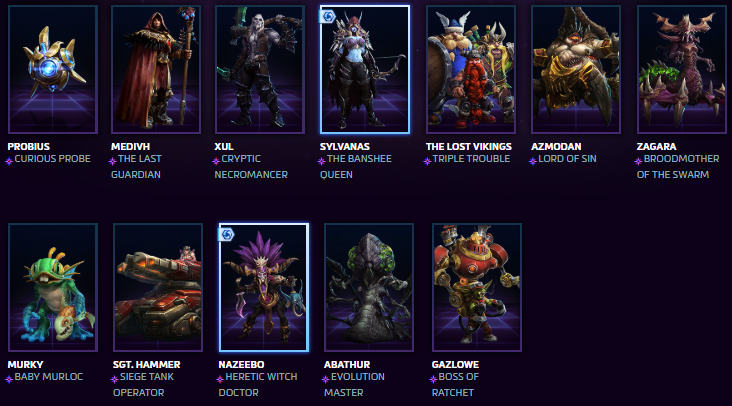 PROBIUS
CURIOUS PROBE
MEDIVH
THE LAST
GUARDIAN
XUL
CRYPTIC
NECROMANCER
SYLVANAS
THE BANSHEE
QUEEN
THE LOST VIKINGS
TRIPLE TROUBLE
AZMODAN
LORD OF SIN
ZAGARA
BROODMOTHER
OF THE SWARM
MURKY
BABY MURLOC
SGT. HAMMER
SIEGE TANK
OPERATOR
NAZEEBO
HERETIC WITCH
DOCTOR
ABATHUR
EVOLUTION
MASTER
GAZLOWE
BOSS OF
RATCHET